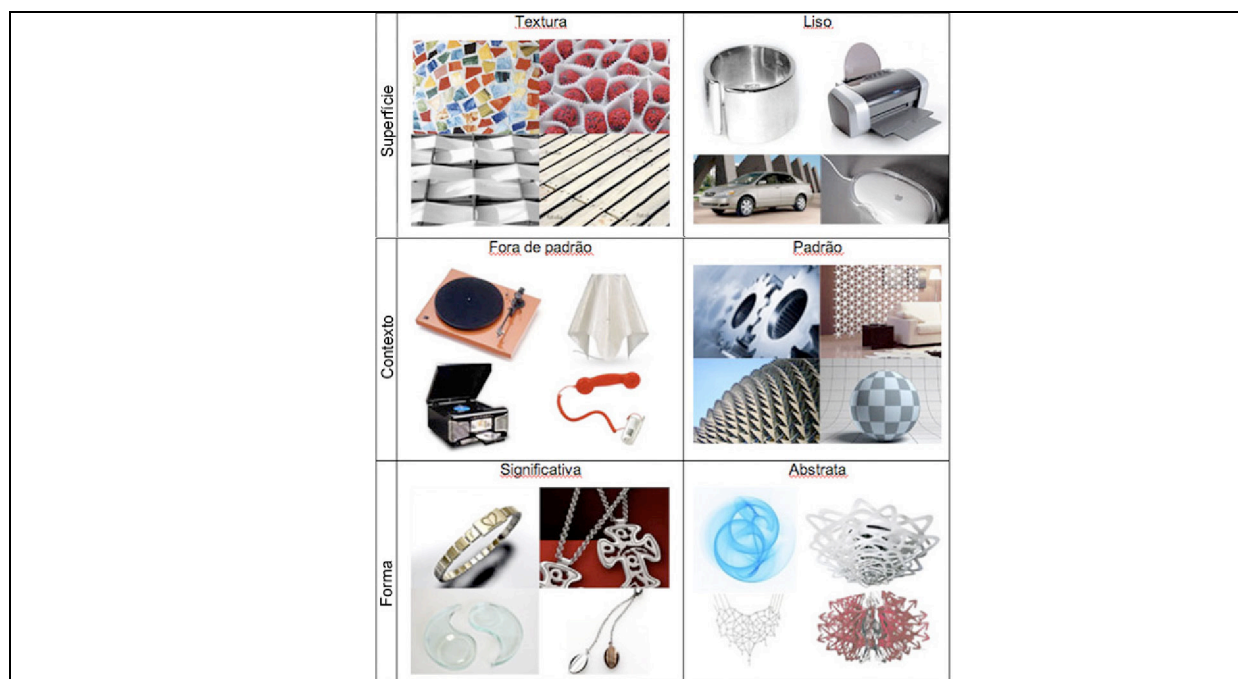 Textura
Liso
Superfície
Fora de padrão
Padrão
Contexto
Significativa
Abstrata
Forma